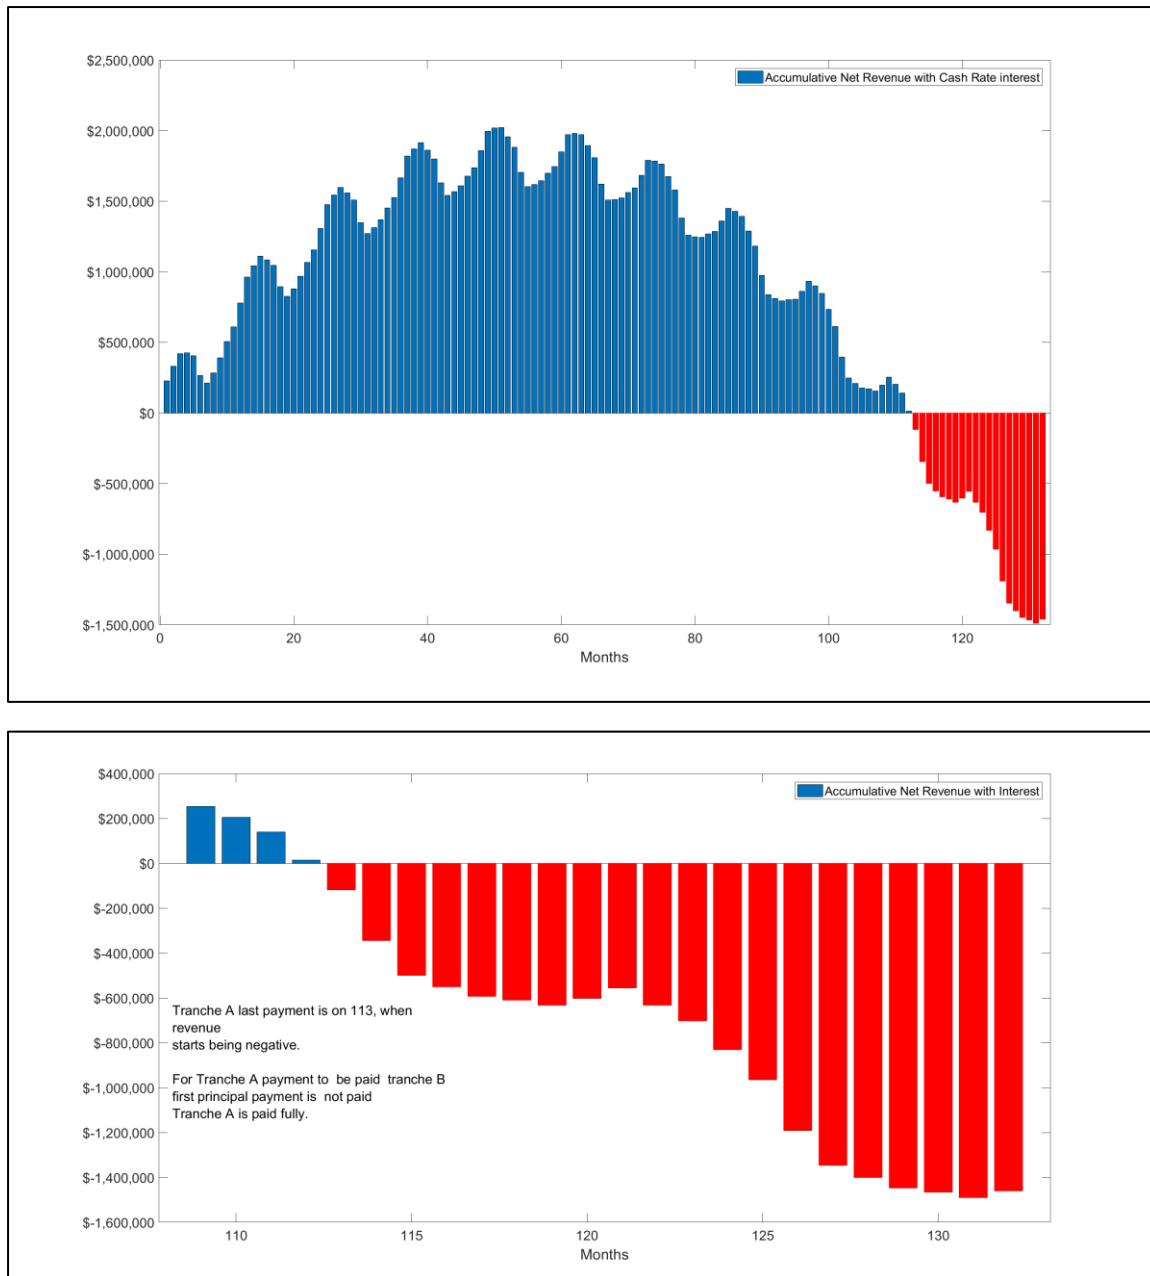 $2,500,000
Accumulative Net Revenue with Cash Rate interest
$2,000,000
$1,500,000
$1,000,000
$500,000
$0
$-500,000
$-1,000,000
$-1,500,000
0 20 40 60 80 100 120
Months
$400,000
Accumulative Net Revenue with Interest
$200,000
$0
$-200,000
$-400,000
$-600,000
Tranche A last payment is on 113, when
revenue
starts being negative.
$-800,000
For Tranche A payment to  be paid  tranche B
$-1,000,000
first principal payment is  not paid
Tranche A is paid fully.
$-1,200,000
$-1,400,000
$-1,600,000
110 115 120 125 130
Months